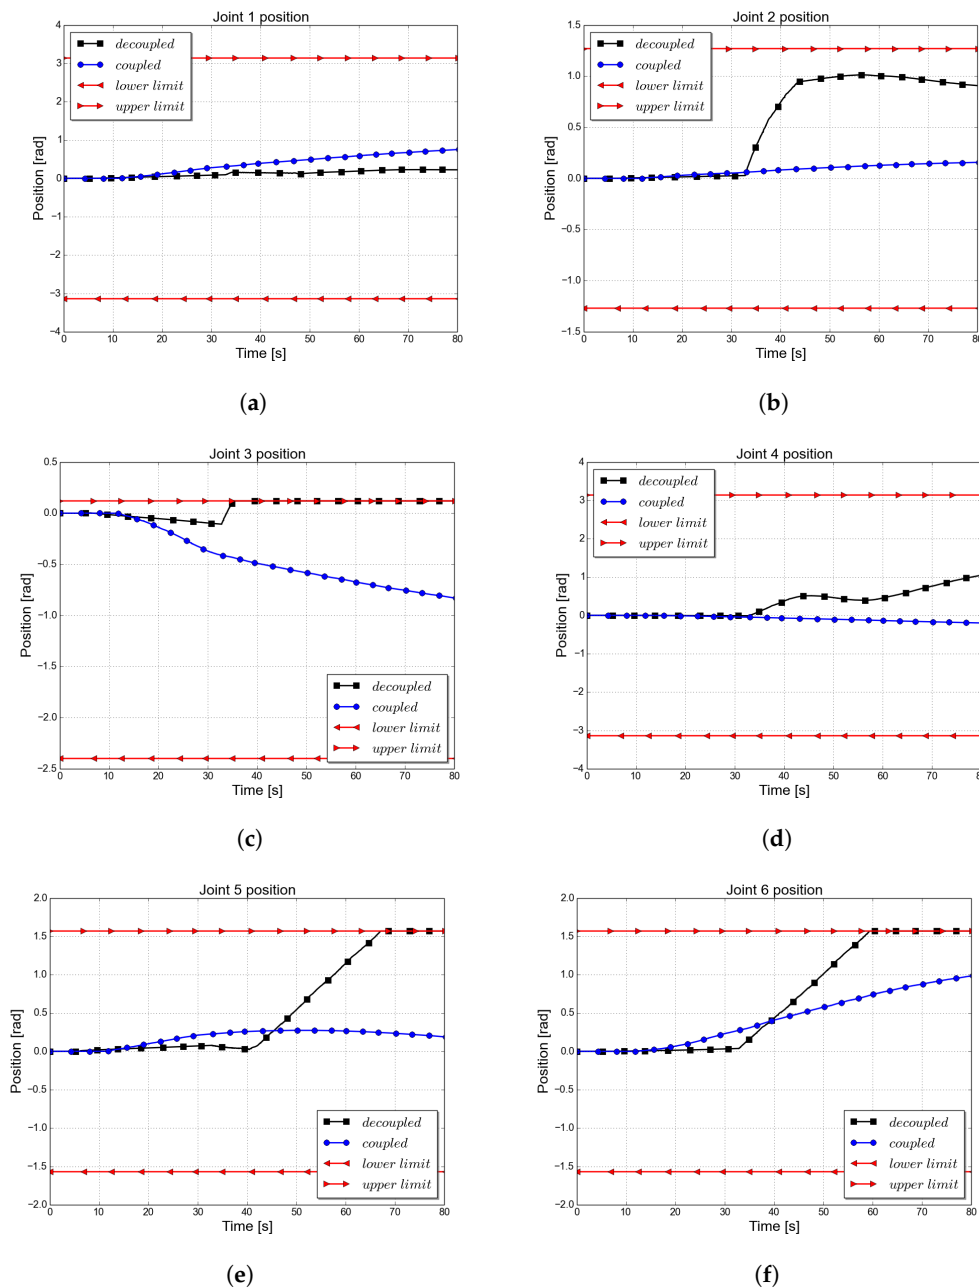 Joint 1 position
4
3
2
1
0
−1
−2
−3
−4
Position [rad]
decoupled
coupled
lower limit
upper limit
0 10 20 30 40 50 60 70 80
Time [s]
(a)
Joint 2 position
1.5
1.0
0.5
0.0
−0.5
−1.0
−1.5
Position [rad]
decoupled
coupled
lower limit
upper limit
0 10 20 30 40 50 60 70 80
Time [s]
(b)
Joint 3 position
0.5
0.0
−0.5
−1.0
−1.5
−2.0
−2.5
Position [rad]
decoupled
coupled
lower limit
upper limit
0 10 20 30 40 50 60 70 80
Time [s]
(c)
Joint 4 position
4
3
2
1
0
−1
−2
−3
−4
Position [rad]
decoupled
coupled
lower limit
upper limit
0 10 20 30 40 50 60 70 80
Time [s]
(d)
Joint 5 position
2.0
1.5
1.0
0.5
0.0
−0.5
−1.0
−1.5
−2.0
Position [rad]
decoupled
coupled
lower limit
upper limit
0 10 20 30 40 50 60 70 80
Time [s]
(e)
Joint 6 position
2.0
1.5
1.0
0.5
0.0
−0.5
−1.0
−1.5
−2.0
Position [rad]
decoupled
coupled
lower limit
upper limit
0 10 20 30 40 50 60 70 80
Time [s]
(f)